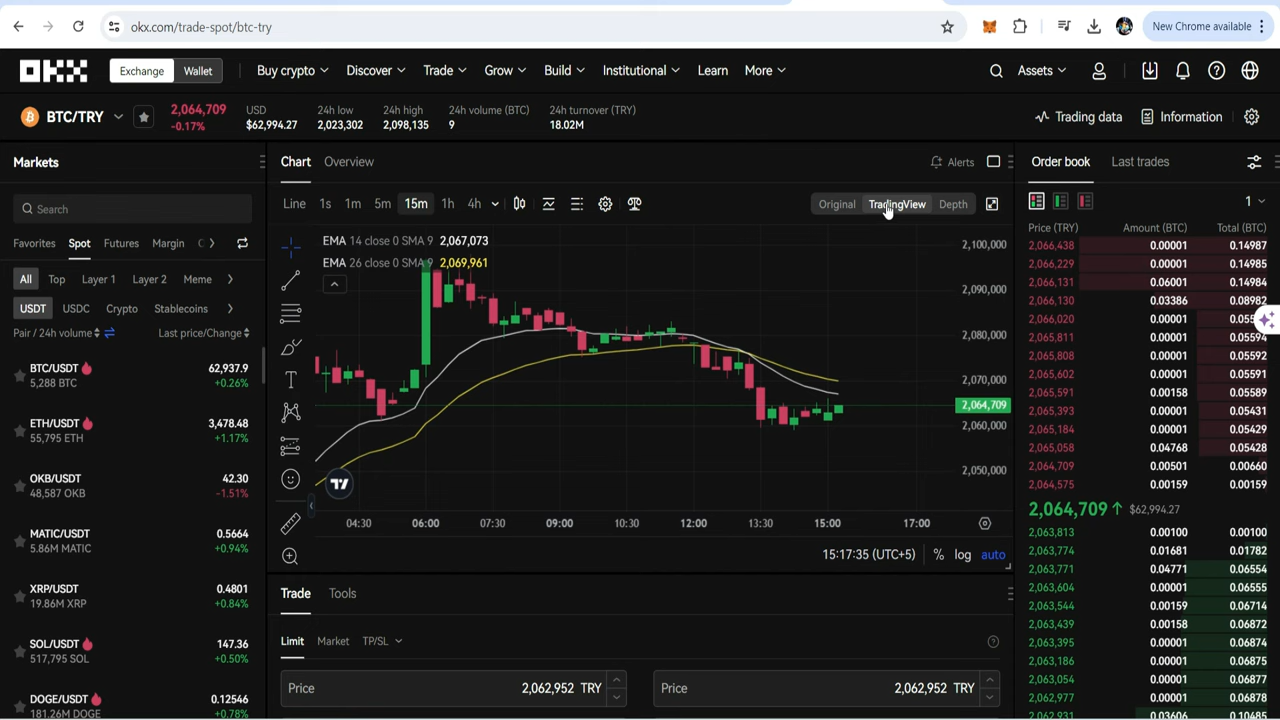 okx.com/trade-spot/btc-try
New Chrome available
OKX
Exchange
Wallet
Buy crypto
Discover
Trade
Grow
Build
Institutional
Learn
More
Assets
BTC/TRY
2,064,709
-0.17%
USD
$62,994.27
24h low
2,023,302
24h high
2,098,135
24h volume (BTC)
9
24h turnover (TRY)
18.02M
Trading data
Information
Markets
Search
Favorites
Spot
Futures
Margin
All
Top
Layer 1
Layer 2
Meme
USDT
USDC
Crypto
Stablecoins
Pair / 24h volume
Last price/Change
BTC/USDT
62,937.9
5,288 BTC
+0.26%
ETH/USDT
3,478.48
55,795 ETH
+1.17%
OKB/USDT
42.30
48,587 OKB
-1.51%
MATIC/USDT
0.5664
5.86M MATIC
+0.94%
XRP/USDT
0.4801
19.86M XRP
+0.84%
SOL/USDT
147.36
517,795 SOL
+0.50%
DOGE/USDT
0.12546
181.26M DOGE
+0.78%
Chart
Overview
Alerts
Line
1s
1m
5m
15m
1h
4h
Original
TradingView
Depth
EMA 14 close 0 SMA 9 2,067,073
EMA 26 close 0 SMA 9 2,069,961
2,100,000
2,090,000
2,080,000
2,070,000
2,064,709
2,060,000
2,050,000
04:30
06:00
07:30
09:00
10:30
12:00
13:30
15:00
17:00
15:17:35 (UTC+5)
%
log
auto
Trade
Tools
Limit
Market
TP/SL
Price
2,062,952 TRY
Price
2,062,952 TRY
Order book
Last trades
1
Price (TRY) Amount (BTC) Total (BTC)
2,066,438 0.00001 0.14987
2,066,229 0.00001 0.14985
2,066,131 0.06001 0.14984
2,066,130 0.03386 0.08982
2,066,020 0.00001
2,065,811 0.00001 0.05594
2,065,808 0.00001 0.05592
2,065,602 0.00001 0.05591
2,065,591 0.00158 0.05589
2,065,393 0.00001 0.05431
2,065,184 0.00001 0.05429
2,065,058 0.04768 0.05428
2,064,709 0.00501 0.00660
2,064,575 0.00159 0.00159
2,064,709 $62,994.27
2,063,813 0.00100 0.00100
2,063,774 0.01681 0.01782
2,063,771 0.04771 0.06554
2,063,604 0.00001 0.06555
2,063,544 0.00159 0.06714
2,063,439 0.00158 0.06872
2,063,395 0.00001 0.06874
2,063,186 0.00001 0.06875
2,063,054 0.00001 0.06877
2,062,977 0.00001 0.06878
2,062,931 0.03606 0.10485